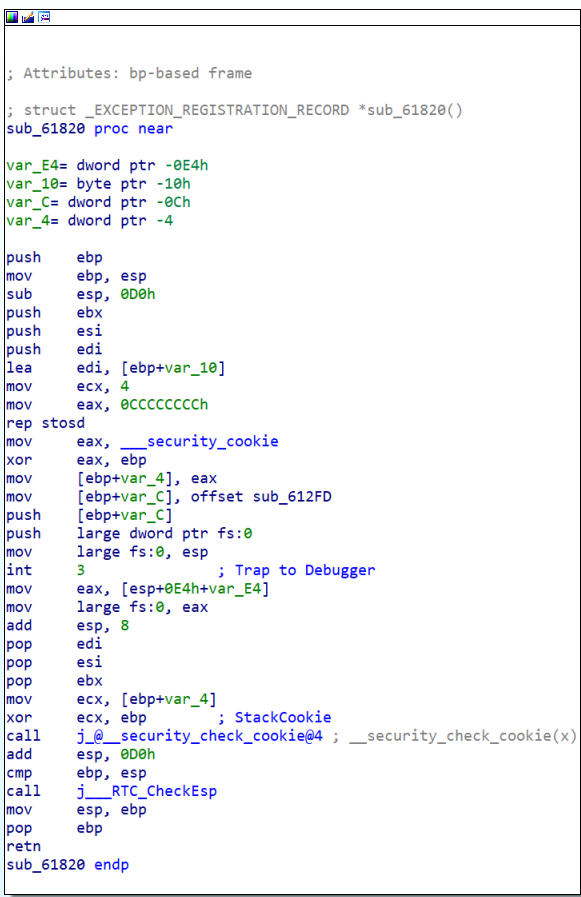 ; Attributes: bp-based frame
; struct _EXCEPTION_REGISTRATION_RECORD *sub_61820()
sub_61820 proc near
var_E4= dword ptr -0E4h
var_10= byte ptr -10h
var_C= dword ptr -0Ch
var_4= dword ptr -4
push ebp
mov ebp, esp
sub esp, 0D0h
push ebx
push esi
push edi
lea edi, [ebp+var_10]
mov ecx, 4
mov eax, 0CCCCCCCCh
rep stosd
mov eax, ___security_cookie
xor eax, ebp
mov [ebp+var_4], eax
mov [ebp+var_C], offset sub_612FD
push [ebp+var_C]
push large dword ptr fs:0
mov large fs:0, esp
int 3 ; Trap to Debugger
mov eax, [esp+0E4h+var_E4]
mov large fs:0, eax
add esp, 8
pop edi
pop esi
pop ebx
mov ecx, [ebp+var_4]
xor ecx, ebp ; StackCookie
call j_@__security_check_cookie@4 ; __security_check_cookie(x)
add esp, 0D0h
cmp ebp, esp
call j___RTC_CheckEsp
mov esp, ebp
pop ebp
retn
sub_61820 endp